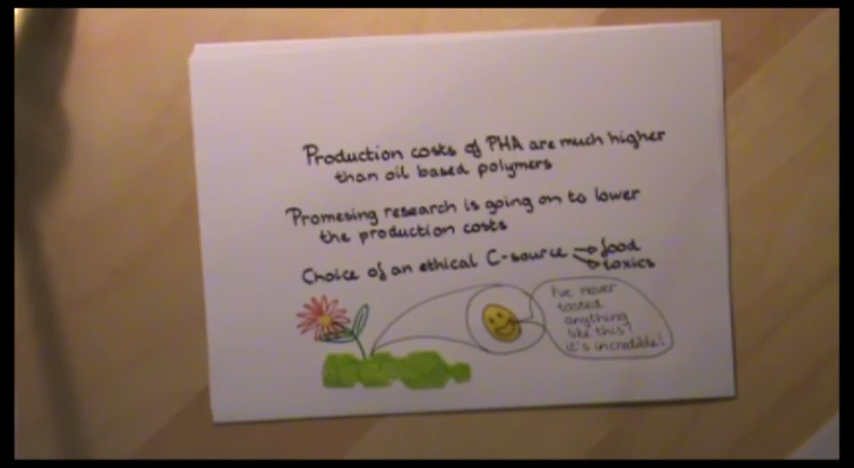 Production costs of PHA are much higher
than oil based polymers
Promesing research is going on to lower
the production costs
Choice of an ethical C-source → food
→ toxics
I've never
tasted
anything
like this!
it's incredible!